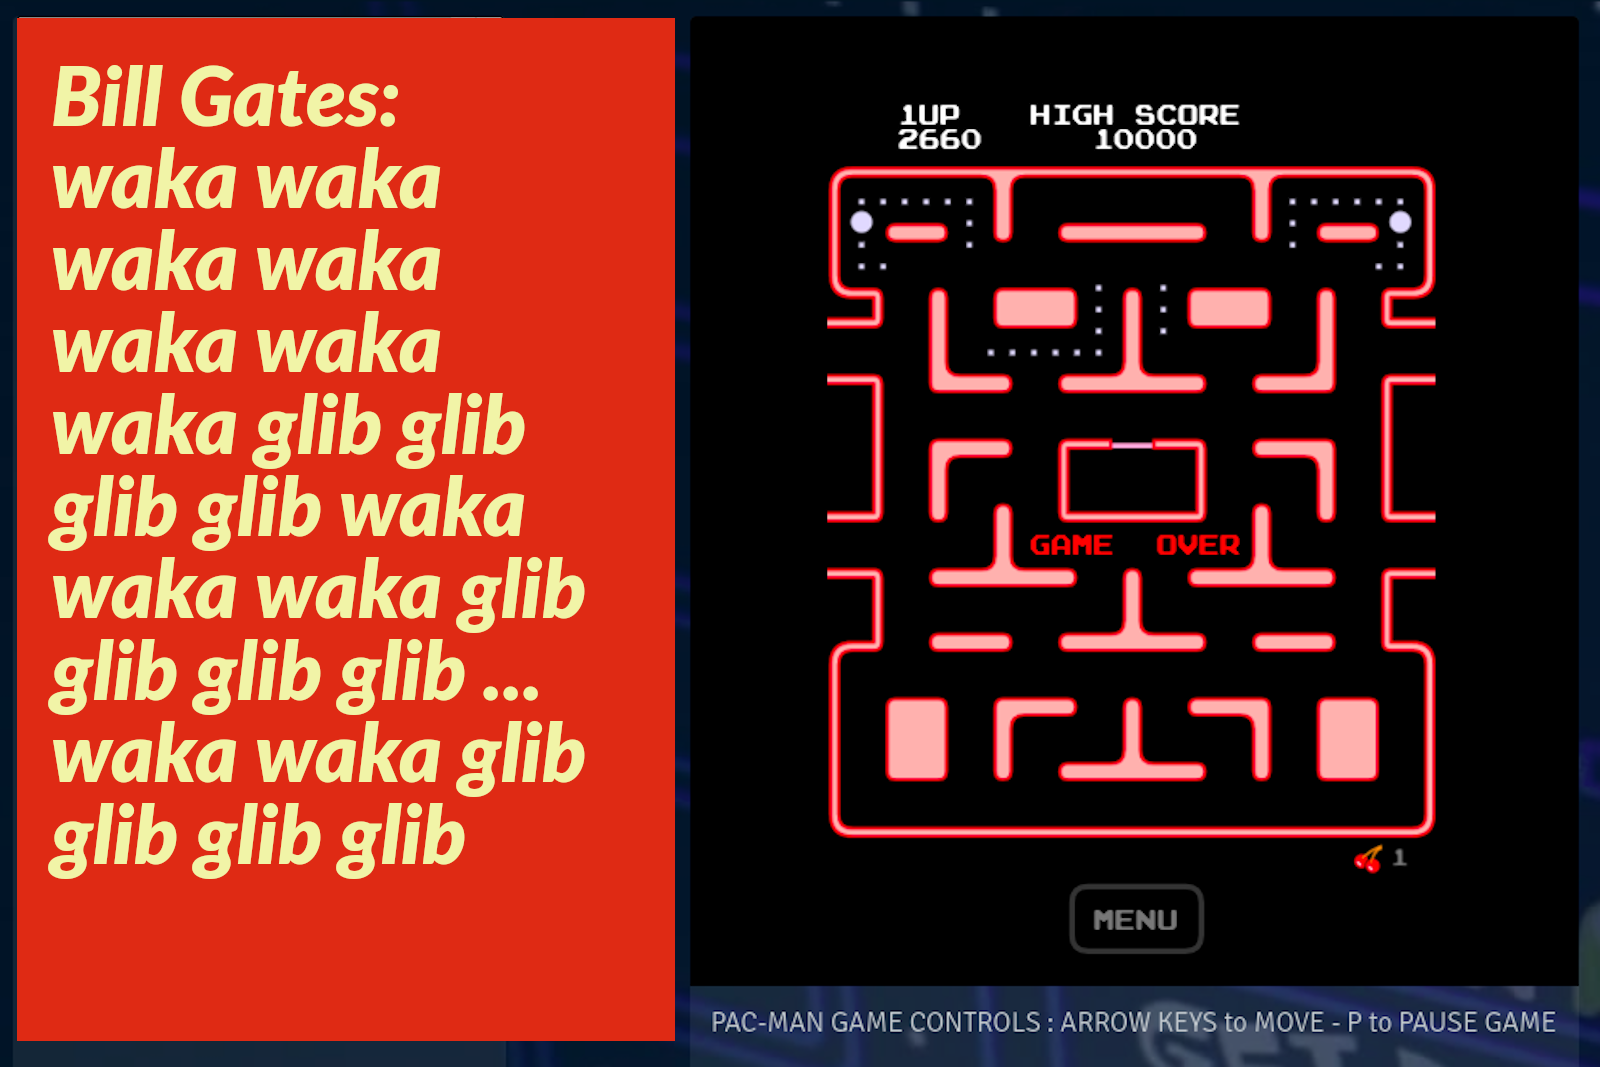 Bill Gates:
waka waka
waka waka
waka waka
waka glib glib
glib glib waka
waka waka glib
glib glib glib ...
waka waka glib
glib glib glib
1UP HIGH SCORE
2660 10000
GAME OVER
1
MENU
PAC-MAN GAME CONTROLS : ARROW KEYS to MOVE - P to PAUSE GAME